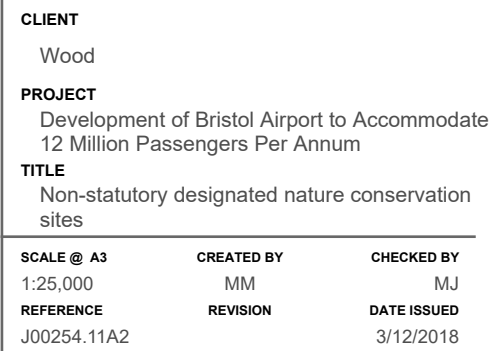 CLIENT
Wood
PROJECT
Development of Bristol Airport to Accommodate
12 Million Passengers Per Annum
TITLE
Non-statutory designated nature conservation
sites
SCALE @ A3 CREATED BY CHECKED BY
1:25,000 MM MJ
REFERENCE REVISION DATE ISSUED
J00254.11A2 3/12/2018